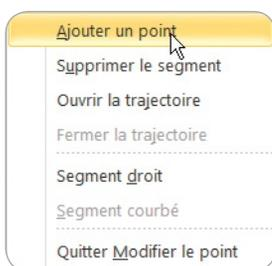 Ajouter un point
Supprimer le segment
Ouvrir la trajectoire
Fermer la trajectoire
Segment droit
Segment courbé
Quitter Modifier le point